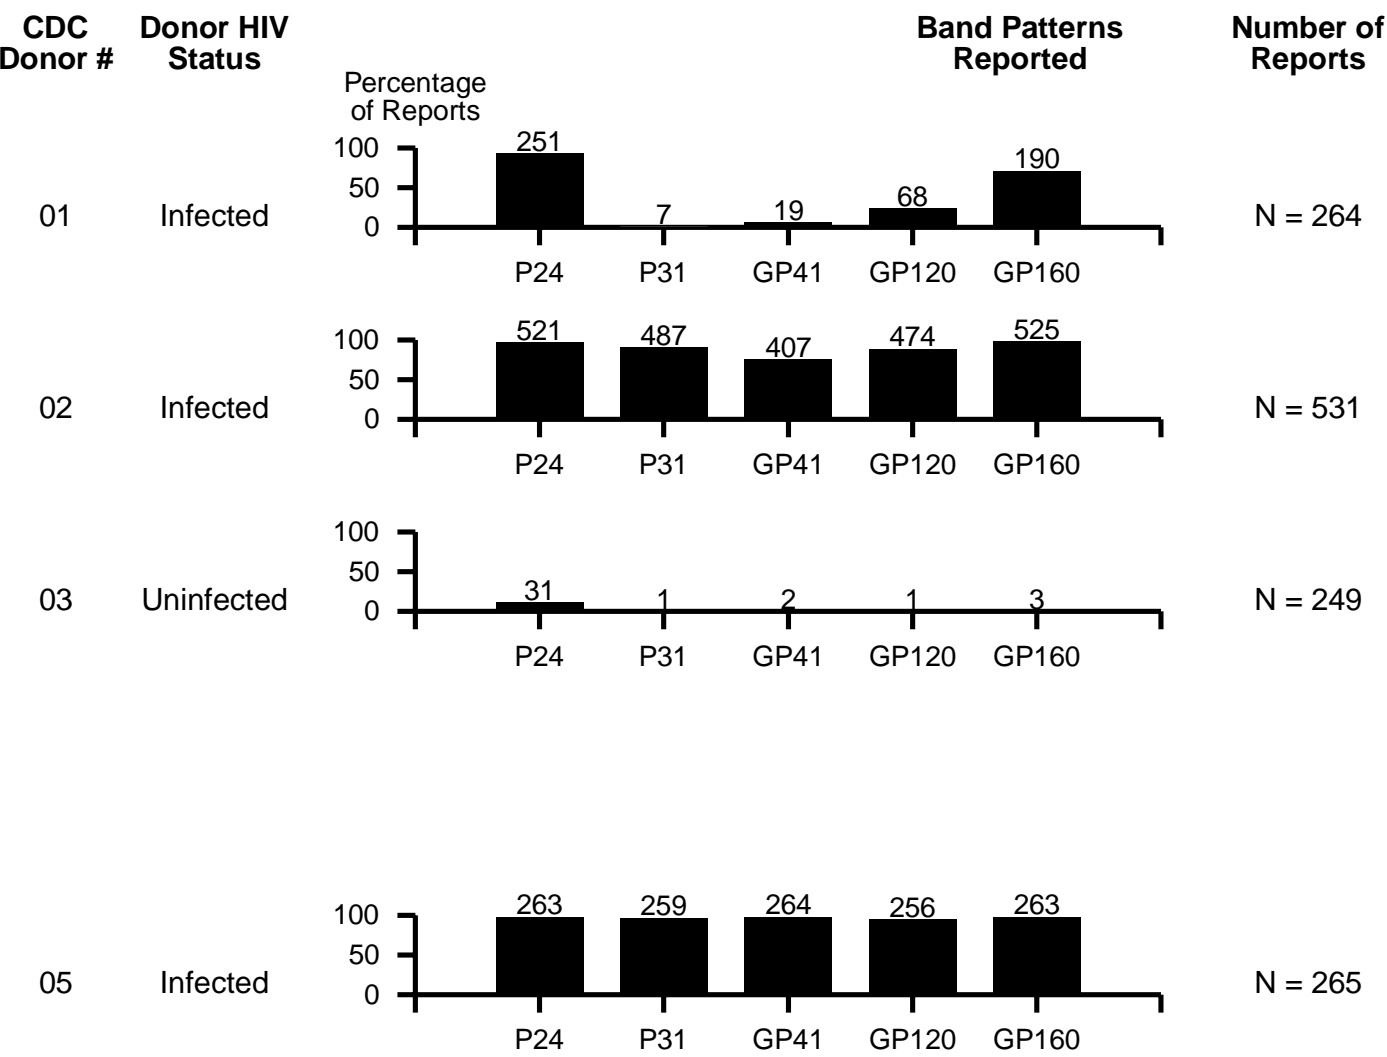 CDC Donor HIV Band Patterns Number of
Donor # Status Reported Reports
Percentage
of Reports
251
100
190
50
68
01 Infected 7 19 N = 264
0
P24 P31 GP41 GP120 GP160
521 487 407 474 525
100
50
02 Infected N = 531
0
P24 P31 GP41 GP120 GP160
100
50
31 1 2 1 3
03 Uninfected N = 249
0
P24 P31 GP41 GP120 GP160
263 259 264 256 263
100
50
05 Infected N = 265
0
P24 P31 GP41 GP120 GP160